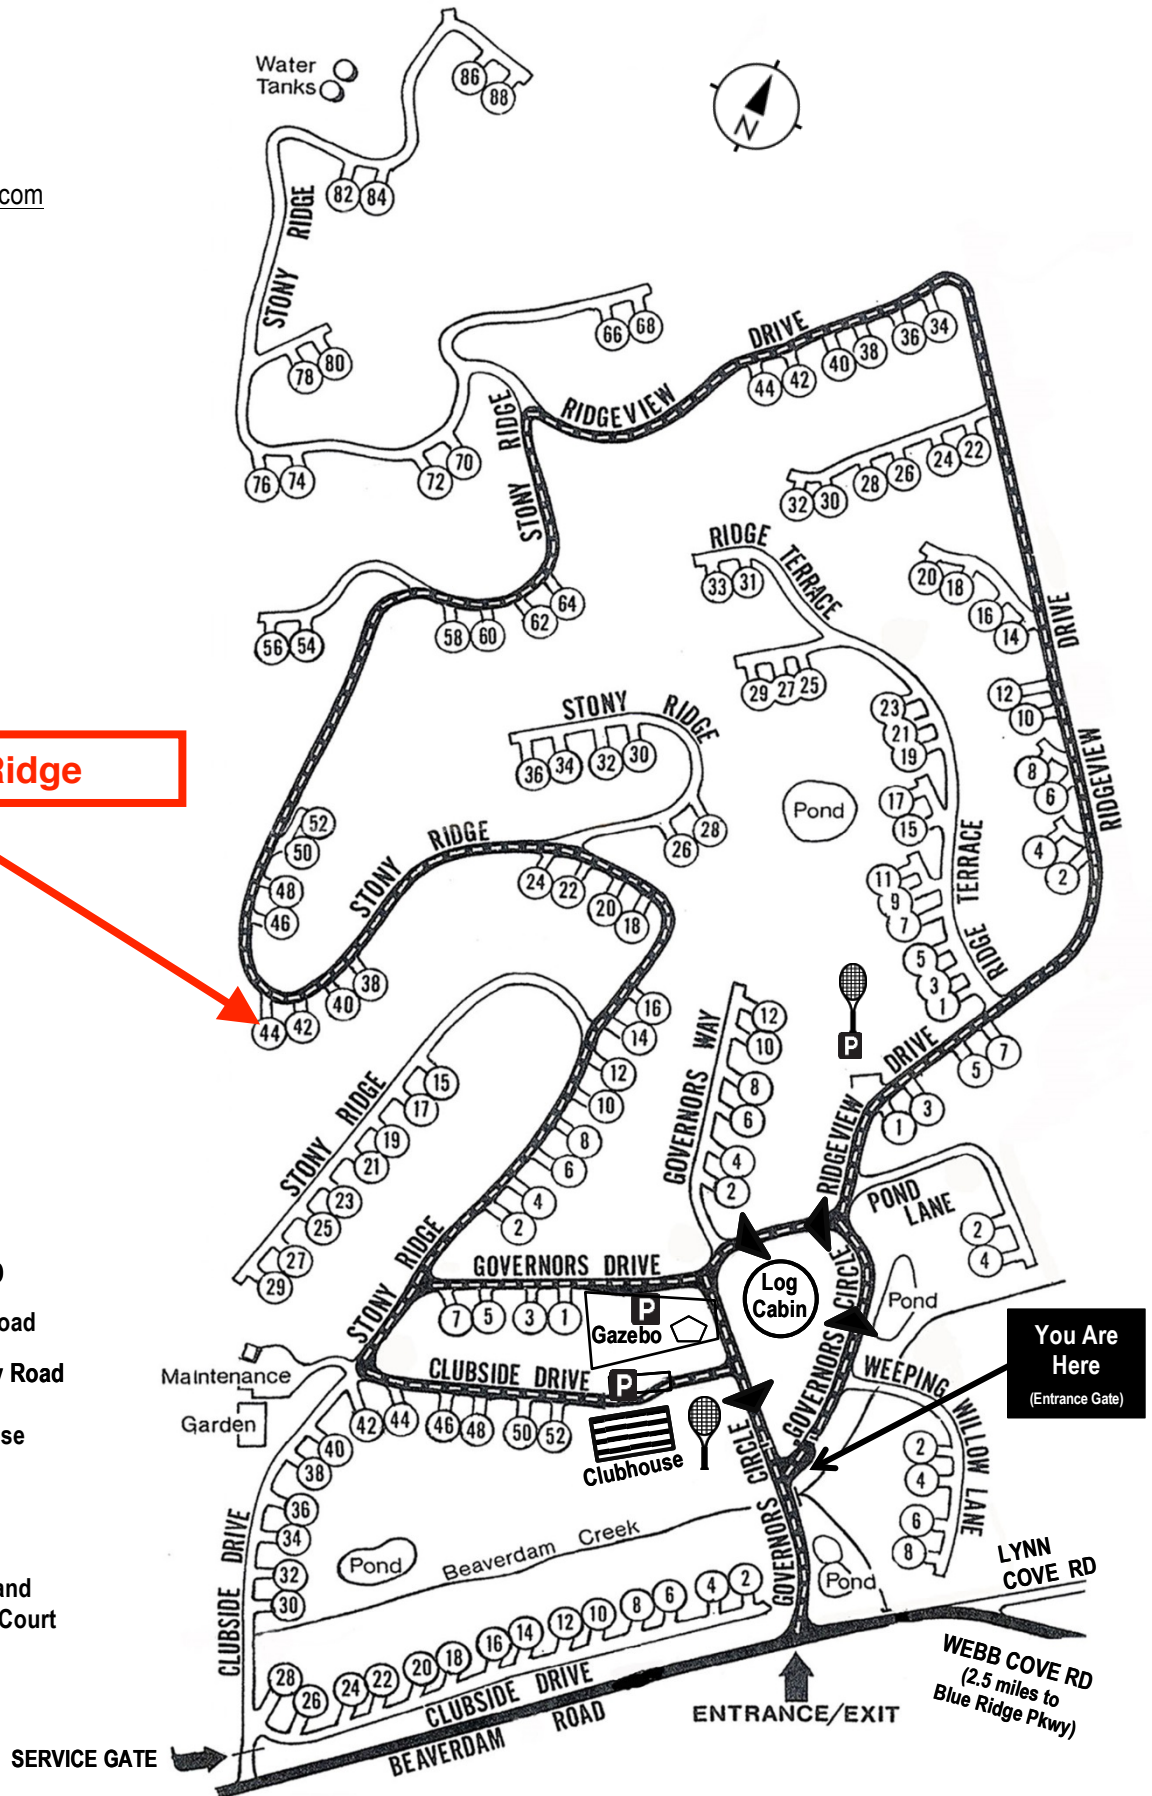 Water
Tanks
86
88
N
com
82
84
STONY RIDGE
66
68
78
80
DRIVE
34
36
38
40
42
44
RIDGEVIEW
STONY RIDGE
70
72
74
76
22
24
26
28
30
32
RIDGE TERRACE
33
31
20
18
16
14
DRIVE
56
54
58
60
62
64
29
27
25
12
10
STONY RIDGE
36
34
32
30
23
21
19
RIDGEVIEW
8
6
Ridge
Pond
17
15
52
50
28
26
4
2
STONY RIDGE
24
22
20
18
48
46
11
9
7
TERRACE
RIDGE
5
3
1
44
42
40
38
16
14
12
10
8
6
4
2
GOVERNORS WAY
12
10
8
6
4
2
P
DRIVE
7
5
3
1
RIDGEVIEW
STONY RIDGE
15
17
19
21
23
25
27
29
POND
LANE
2
4
STONY RIDGE
GOVERNORS DRIVE
7
5
3
1
P
Gazebo
Log
Cabin
GOVERNORS CIRCLE
Pond
oad
y Road
se
and
Court
You Are
Here
(Entrance Gate)
Maintenance
Garden
CLUBSIDE DRIVE
P
42
44
46
48
50
52
Clubhouse
WEEPING WILLOW LANE
2
4
6
8
40
38
36
34
32
30
CLUBSIDE DRIVE
GOVERNORS CIRCLE
Pond
Beaverdam Creek
Pond
LYNN
COVE RD
28
26
24
22
20
18
16
14
12
10
8
6
4
2
CLUBSIDE DRIVE
BEAVERDAM ROAD
ENTRANCE/EXIT
WEBB COVE RD
(2.5 miles to
Blue Ridge Pkwy)
SERVICE GATE